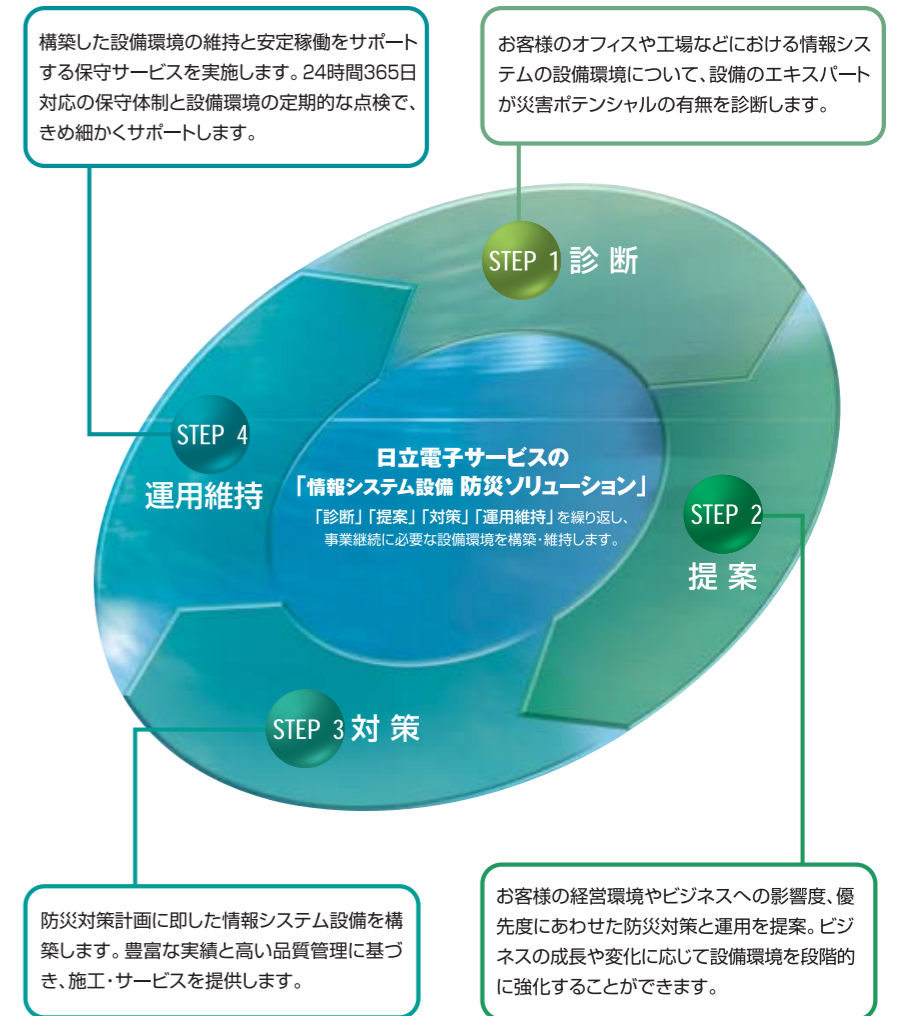 構築した設備環境の維持と安定稼働をサポート
する保守サービスを実施します。24時間365日
対応の保守体制と設備環境の定期的な点検で、
きめ細かくサポートします。
お客様のオフィスや工場などにおける情報シス
テムの設備環境について、設備のエキスパート
が災害ポテンシャルの有無を診断します。
STEP 1 診 断
STEP 4
運用維持
日立電子サービスの
「情報システム設備 防災ソリューション」
「診断」「提案」「対策」「運用維持」を繰り返し、
事業継続に必要な設備環境を構築・維持します。
STEP 2
提 案
STEP 3 対 策
防災対策計画に即した情報システム設備を構
築します。豊富な実績と高い品質管理に基づ
き、施工・サービスを提供します。
お客様の経営環境やビジネスへの影響度、優
先度にあわせた防災対策と運用を提案。ビジ
ネスの成長や変化に応じて設備環境を段階的
に強化することができます。